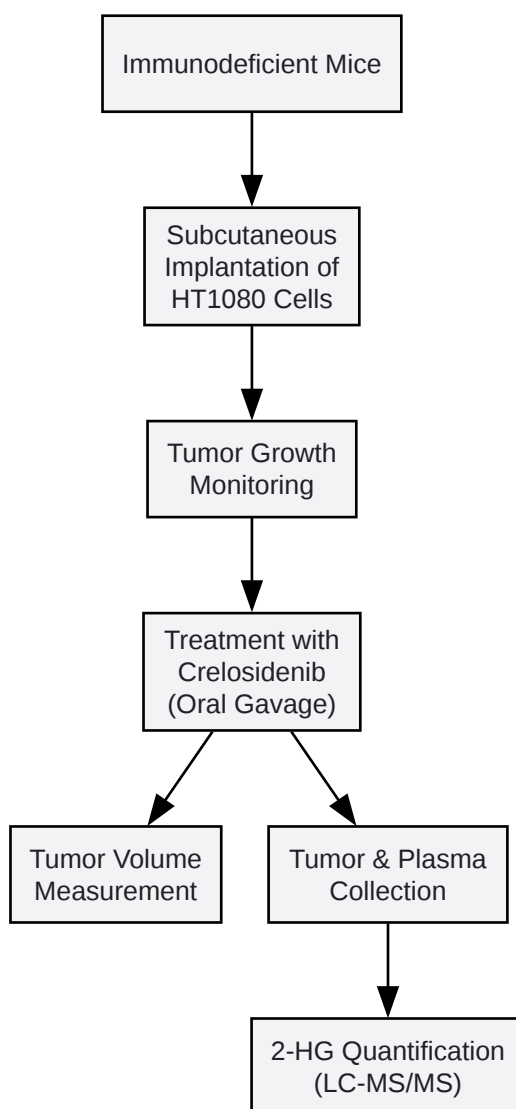 Immunodeficient Mice
Subcutaneous
Implantation of
HT1080 Cells
Tumor Growth
Monitoring
Treatment with
Crelosidenib
(Oral Gavage)
Tumor Volume
Measurement
Tumor & Plasma
Collection
2-HG Quantification
(LC-MS/MS)